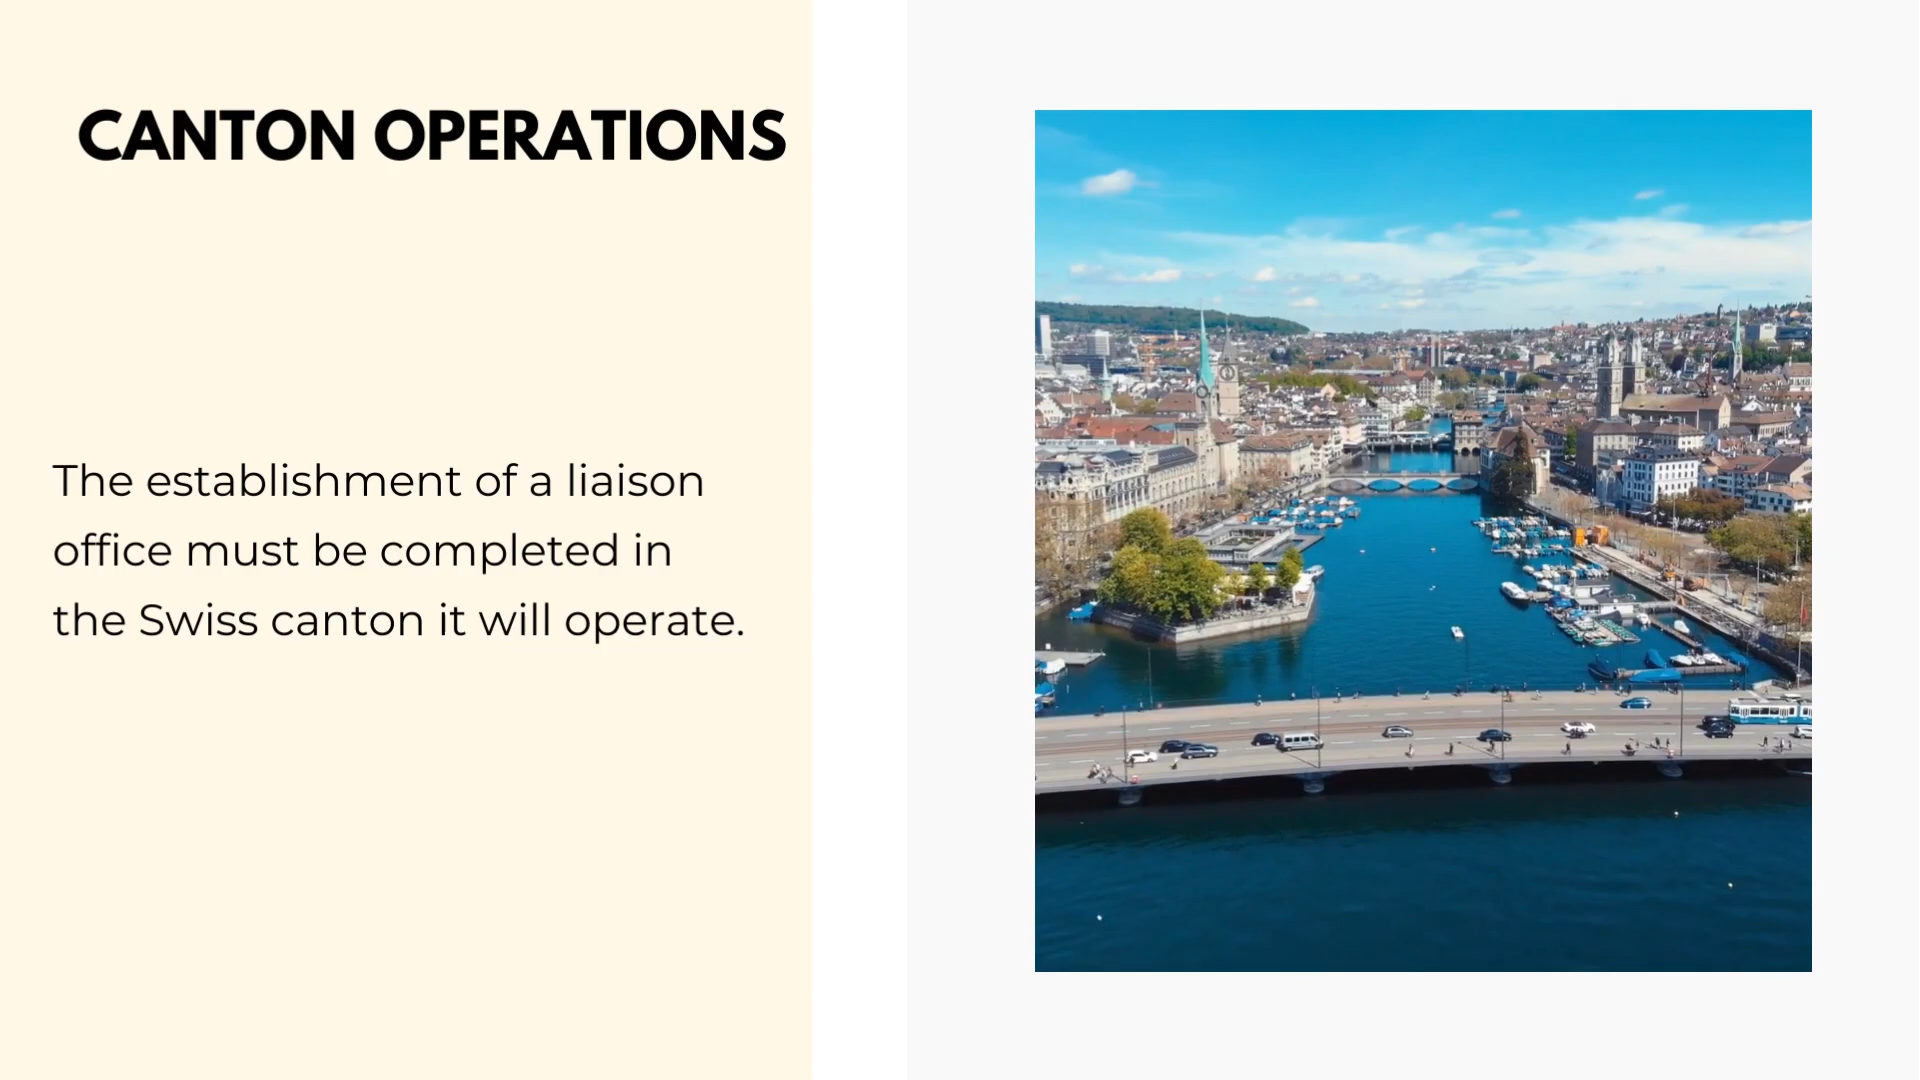 CANTON OPERATIONS
The establishment of a liaison
office must be completed in
the Swiss canton it will operate.